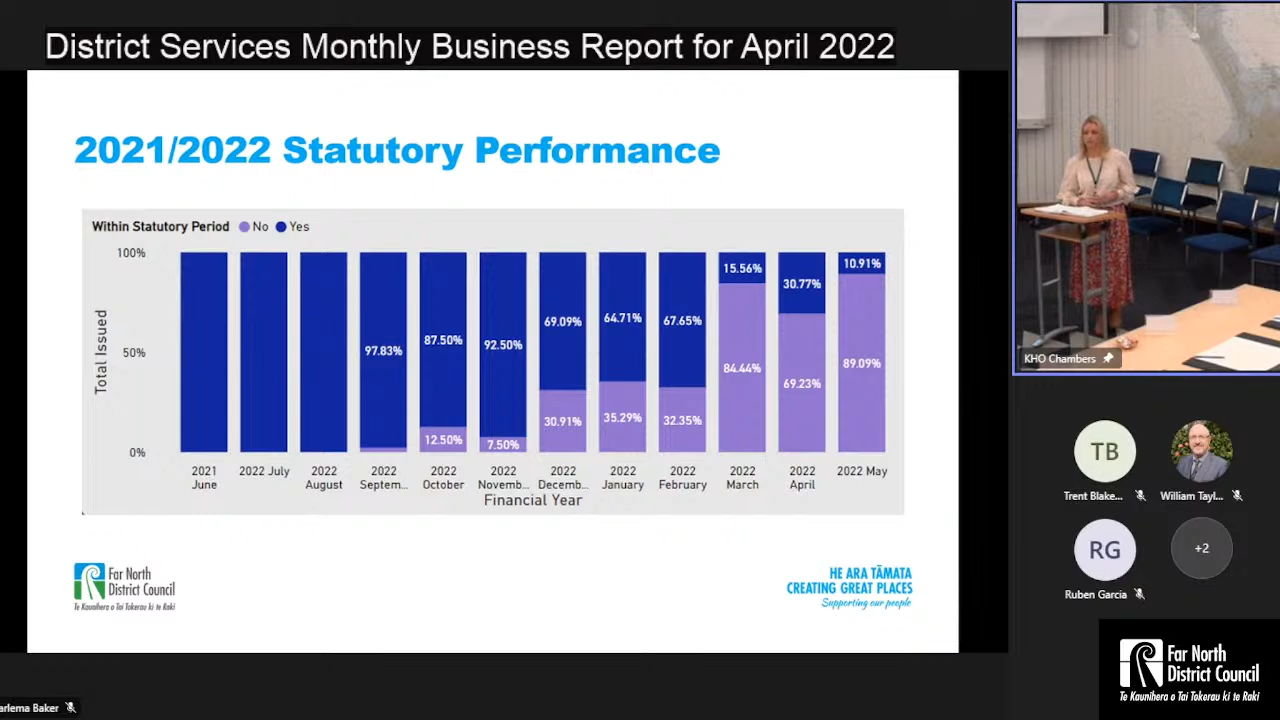 District Services Monthly Business Report for April 2022
2021/2022 Statutory Performance
Within Statutory Period No Yes
100%
50%
0%
Total Issued
97.83%
87.50%
12.50%
92.50%
7.50%
69.09%
30.91%
64.71%
35.29%
67.65%
32.35%
15.56%
84.44%
30.77%
69.23%
10.91%
89.09%
2021 June
2022 July
2022 August
2022 Septem...
2022 October
2022 Novemb...
2022 Decemb...
2022 January
2022 February
2022 March
2022 April
2022 May
Financial Year
Far North
District Council
Te Kaunihera o Tai Tokerau ki te Raki
HE ARA TĀMATA
CREATING GREAT PLACES
Supporting our people
KHO Chambers
TB
Trent Blake...
William Tayl...
RG
Ruben Garcia
+2
arlema Baker
Far North
District Council
Te Kaunihera o Tai Tokerau ki te Raki